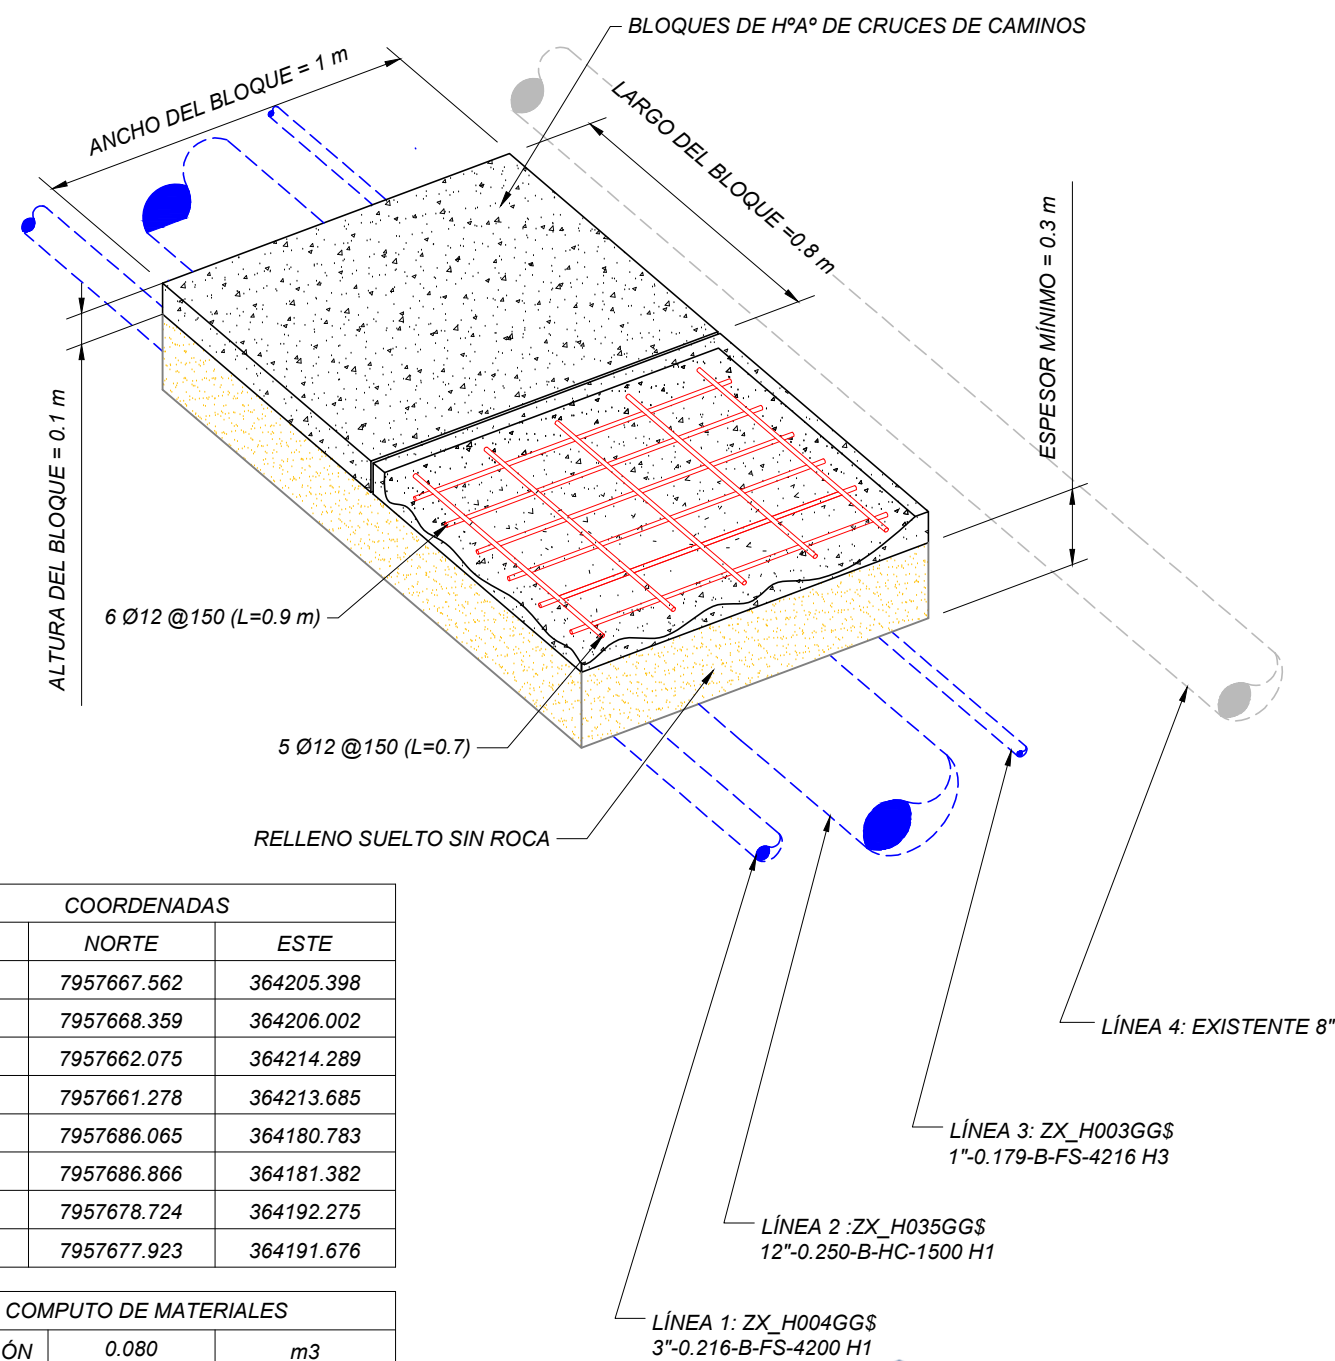 BLOQUES DE HºAº DE CRUCES DE CAMINOS
ANCHO DEL BLOQUE = 1 m
LARGO DEL BLOQUE =0.8 m
ESPESOR MÍNIMO = 0.3 m
ALTURA DEL BLOQUE = 0.1 m
6 Ø12 @150 (L=0.9 m)
5 Ø12 @150 (L=0.7)
RELLENO SUELTO SIN ROCA
LÍNEA 4: EXISTENTE 8"
LÍNEA 3: ZX_H003GG$
1"-0.179-B-FS-4216 H3
LÍNEA 2 :ZX_H035GG$
12"-0.250-B-HC-1500 H1
LÍNEA 1: ZX_H004GG$
3"-0.216-B-FS-4200 H1
COORDENADAS
NORTE ESTE
7957667.562 364205.398
7957668.359 364206.002
7957662.075 364214.289
7957661.278 364213.685
7957686.065 364180.783
7957686.866 364181.382
7957678.724 364192.275
7957677.923 364191.676
COMPUTO DE MATERIALES
ÓN 0.080 m3